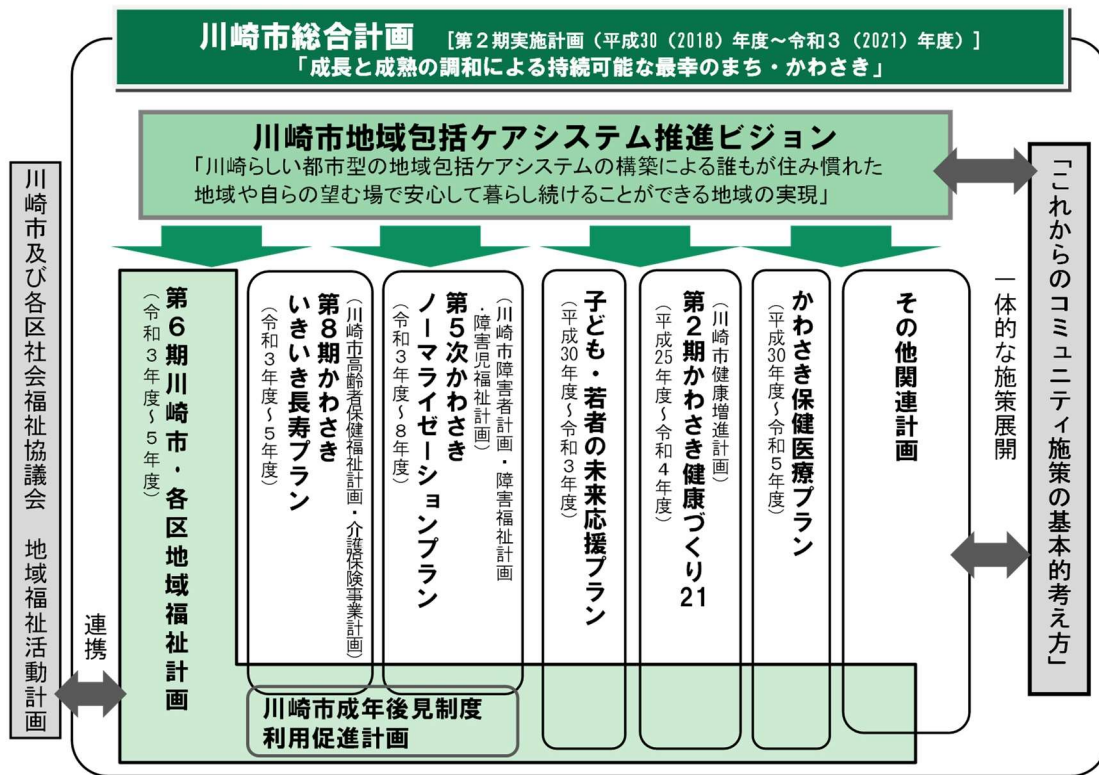 川崎市総合計画 [第2期実施計画（平成30（2018）年度～令和3（2021）年度）]
「成長と成熟の調和による持続可能な最幸のまち・かわさき」
川崎市地域包括ケアシステム推進ビジョン
「川崎らしい都市型の地域包括ケアシステムの構築による誰もが住み慣れた
地域や自らの望む場で安心して暮らし続けることができる地域の実現」
「これからのコミュニティ施策の基本的考え方」
一体的な施策展開
その他関連計画
かわさき保健医療プラン
（平成30年度～令和5年度）
（川崎市健康増進計画）
第2期かわさき健康づくり21
（平成25年度～令和4年度）
子ども・若者の未来応援プラン
（平成30年度～令和3年度）
（川崎市障害者計画・障害福祉計画
・障害児福祉計画）
第5次かわさき
ノーマライゼーションプラン
（令和3年度～8年度）
（川崎市高齢者保健福祉計画・介護保険事業計画）
第8期かわさき
いきいき長寿プラン
（令和3年度～5年度）
第6期川崎市・各区地域福祉計画
（令和3年度～5年度）
川崎市成年後見制度
利用促進計画
連携
川崎市及び各区社会福祉協議会 地域福祉活動計画